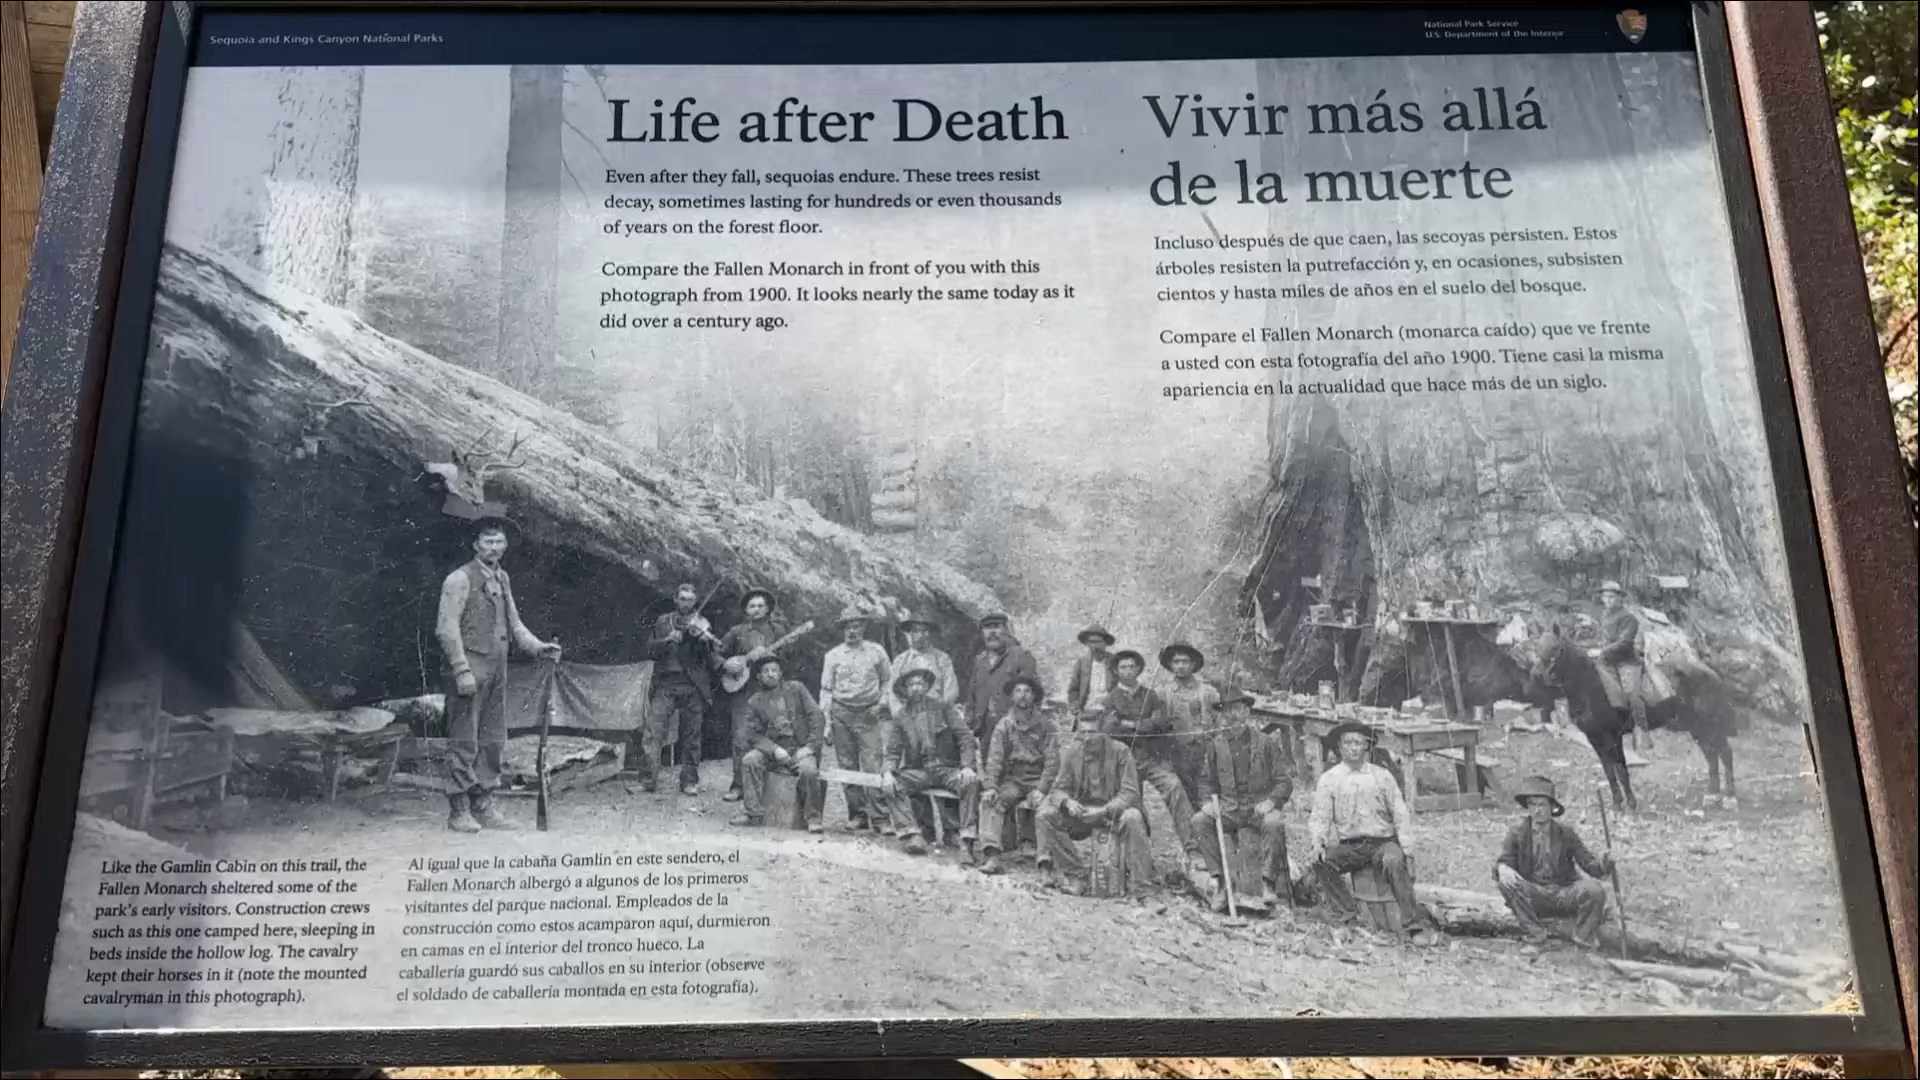 Sequoia and Kings Canyon National Parks
National Park Service
U.S. Department of the Interior
Life after Death
Even after they fall, sequoias endure. These trees resist
decay, sometimes lasting for hundreds or even thousands
of years on the forest floor.
Compare the Fallen Monarch in front of you with this
photograph from 1900. It looks nearly the same today as it
did over a century ago.
Vivir más allá
de la muerte
Incluso después de que caen, las secoyas persisten. Estos
árboles resisten la putrefacción y, en ocasiones, subsisten
cientos y hasta miles de años en el suelo del bosque.
Compare el Fallen Monarch (monarca caído) que ve frente
a usted con esta fotografía del año 1900. Tiene casi la misma
apariencia en la actualidad que hace más de un siglo.
Like the Gamlin Cabin on this trail, the
Fallen Monarch sheltered some of the
park's early visitors. Construction crews
such as this one camped here, sleeping in
beds inside the hollow log. The cavalry
kept their horses in it (note the mounted
cavalryman in this photograph).
Al igual que la cabaña Gamlin en este sendero, el
Fallen Monarch albergó a algunos de los primeros
visitantes del parque nacional. Empleados de la
construcción como estos acamparon aquí, durmieron
en camas en el interior del tronco hueco. La
caballería guardó sus caballos en su interior (observe
el soldado de caballería montada en esta fotografía).